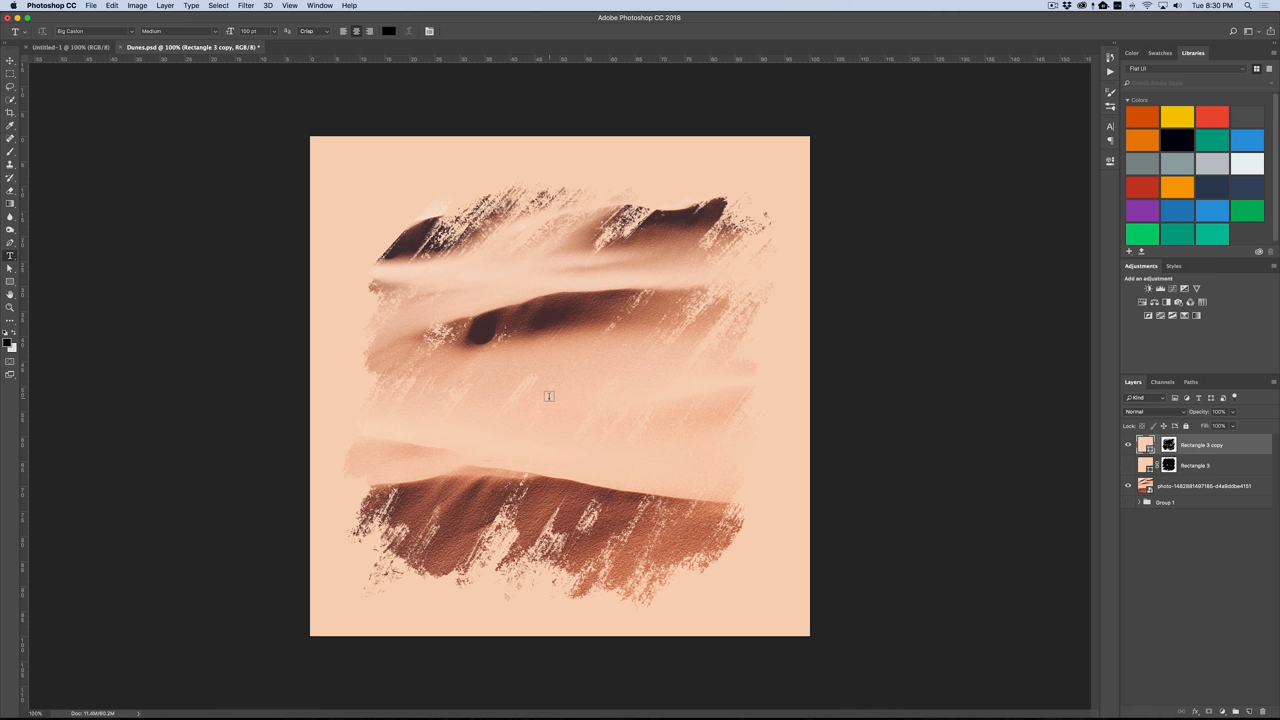 Photoshop CC File Edit Image Layer Type Select Filter 3D View Window Help Tue 8:30 PM
Adobe Photoshop CC 2018
Big Caslon Medium 100 pt Crisp
Untitled-1 @ 100% (RGB/8) Dunes.psd @ 100% (Rectangle 3 copy, RGB/8) *
Color Swatches Libraries
Flat UI
Search Adobe Stock
Colors
Adjustments Styles
Add an adjustment
Layers Channels Paths
Kind
Normal Opacity: 100%
Lock: Fill: 100%
Rectangle 3 copy
Rectangle 3
photo-1482881497185-d4a9ddbe4151
Group 1
100% Doc: 11.4M/60.2M